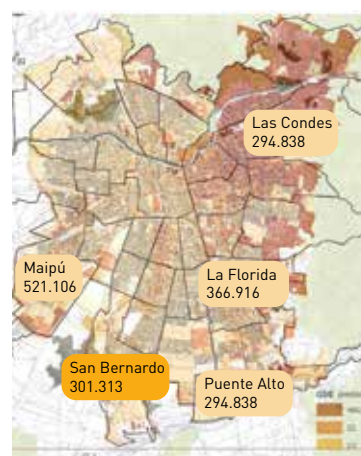 Las Condes
294.838
Maipú
521.106
La Florida
366.916
San Bernardo
301.313
Puente Alto
294.838